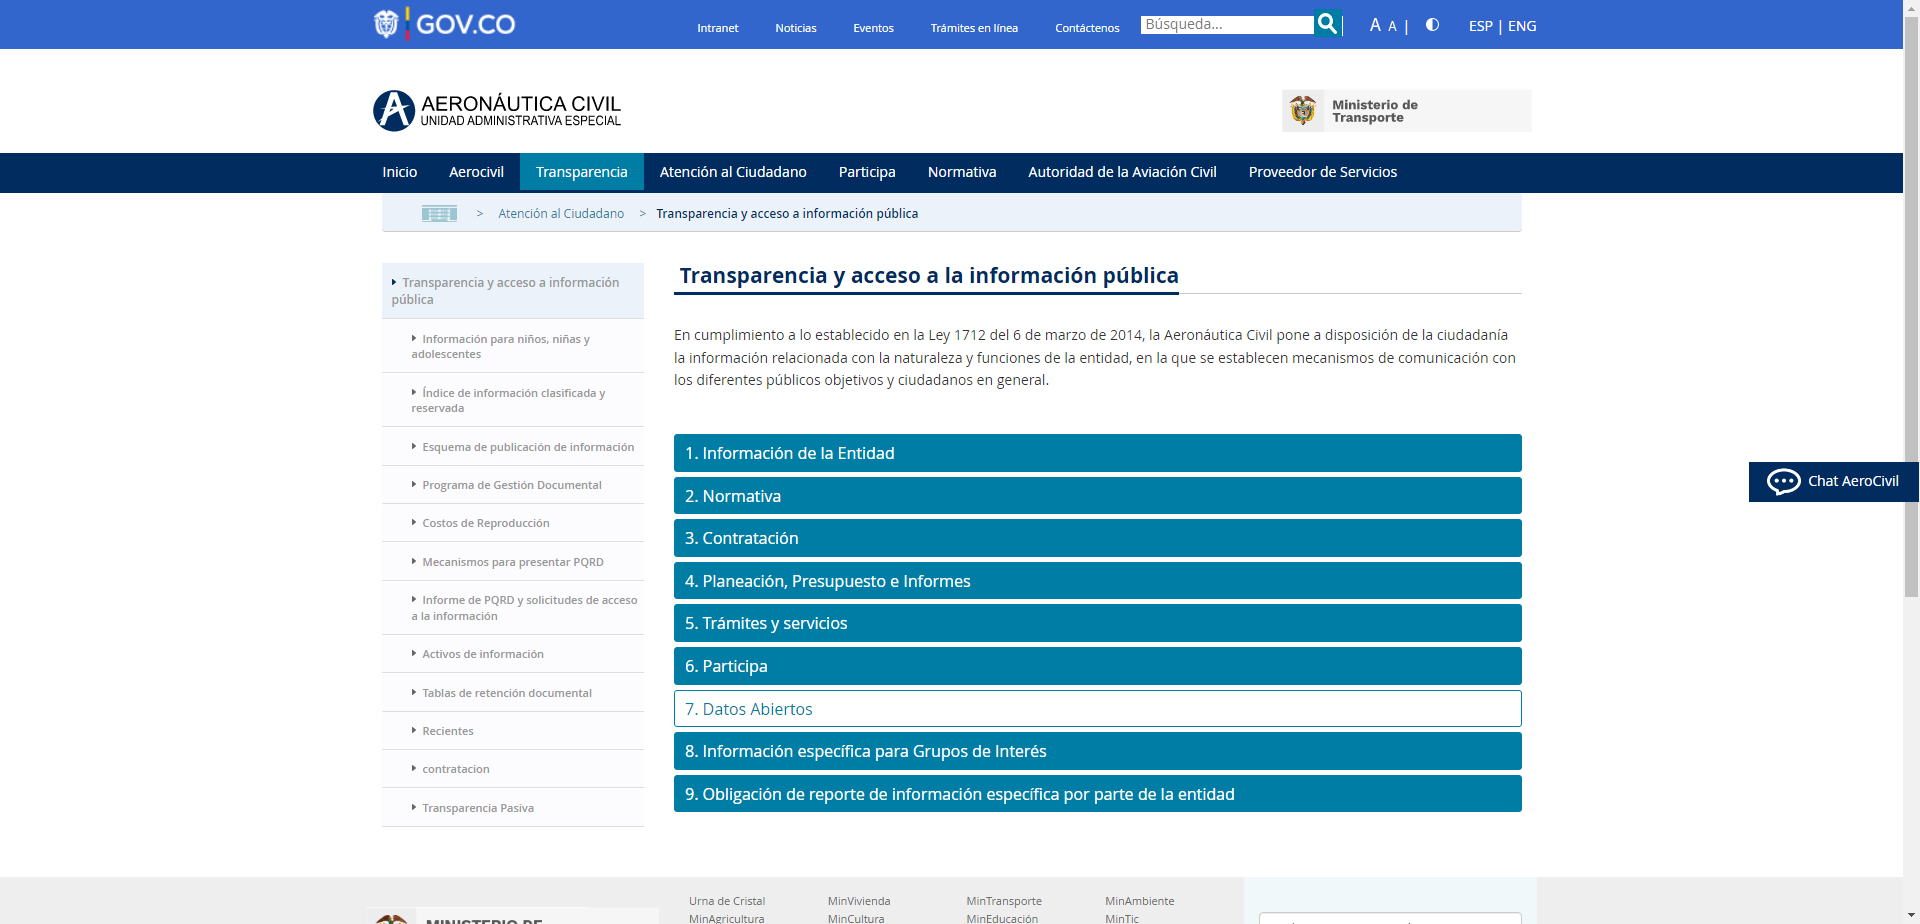 GOV.CO
Intranet
Noticias
Eventos
Trámites en línea
Contáctenos
Búsqueda...
A A |
ESP | ENG
AERONÁUTICA CIVIL
UNIDAD ADMINISTRATIVA ESPECIAL
Ministerio de
Transporte
Inicio
Aerocivil
Transparencia
Atención al Ciudadano
Participa
Normativa
Autoridad de la Aviación Civil
Proveedor de Servicios
> Atención al Ciudadano > Transparencia y acceso a información pública
Transparencia y acceso a información
pública
Información para niños, niñas y
adolescentes
Índice de información clasificada y
reservada
Esquema de publicación de información
Programa de Gestión Documental
Costos de Reproducción
Mecanismos para presentar PQRD
Informe de PQRD y solicitudes de acceso
a la información
Activos de información
Tablas de retención documental
Recientes
contratacion
Transparencia Pasiva
Transparencia y acceso a la información pública
En cumplimiento a lo establecido en la Ley 1712 del 6 de marzo de 2014, la Aeronáutica Civil pone a disposición de la ciudadanía
la información relacionada con la naturaleza y funciones de la entidad, en la que se establecen mecanismos de comunicación con
los diferentes públicos objetivos y ciudadanos en general.
1. Información de la Entidad
2. Normativa
3. Contratación
4. Planeación, Presupuesto e Informes
5. Trámites y servicios
6. Participa
7. Datos Abiertos
8. Información específica para Grupos de Interés
9. Obligación de reporte de información específica por parte de la entidad
Chat AeroCivil
MINISTERIO DE
Urna de Cristal
MinVivienda
MinTransporte
MinAmbiente
MinAgricultura
MinCultura
MinEducación
MinTic